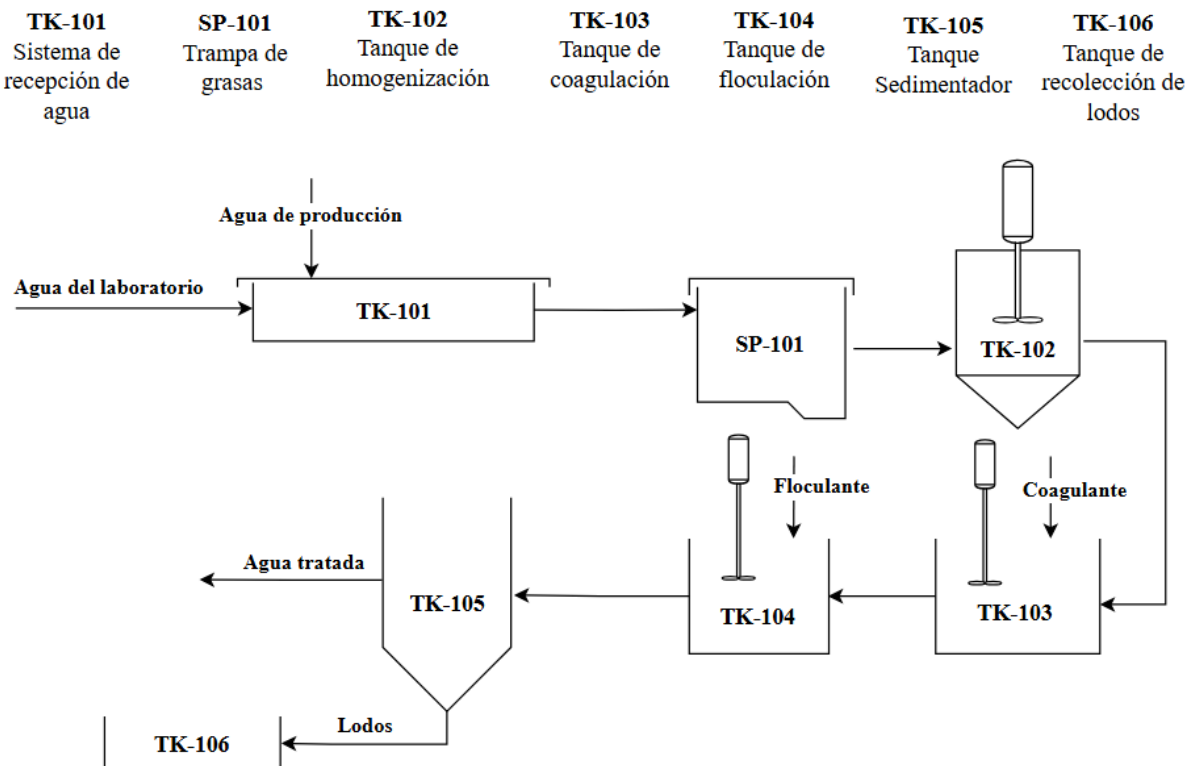 TK-101
Sistema de
recepción de
agua
SP-101
Trampa de
grasas
TK-102
Tanque de
homogenización
TK-103
Tanque de
coagulación
TK-104
Tanque de
floculación
TK-105
Tanque
Sedimentador
TK-106
Tanque de
recolección de
lodos
Agua de producción
Agua del laboratorio
TK-101
SP-101
TK-102
Floculante
Coagulante
Agua tratada
TK-105
TK-104
TK-103
Lodos
TK-106